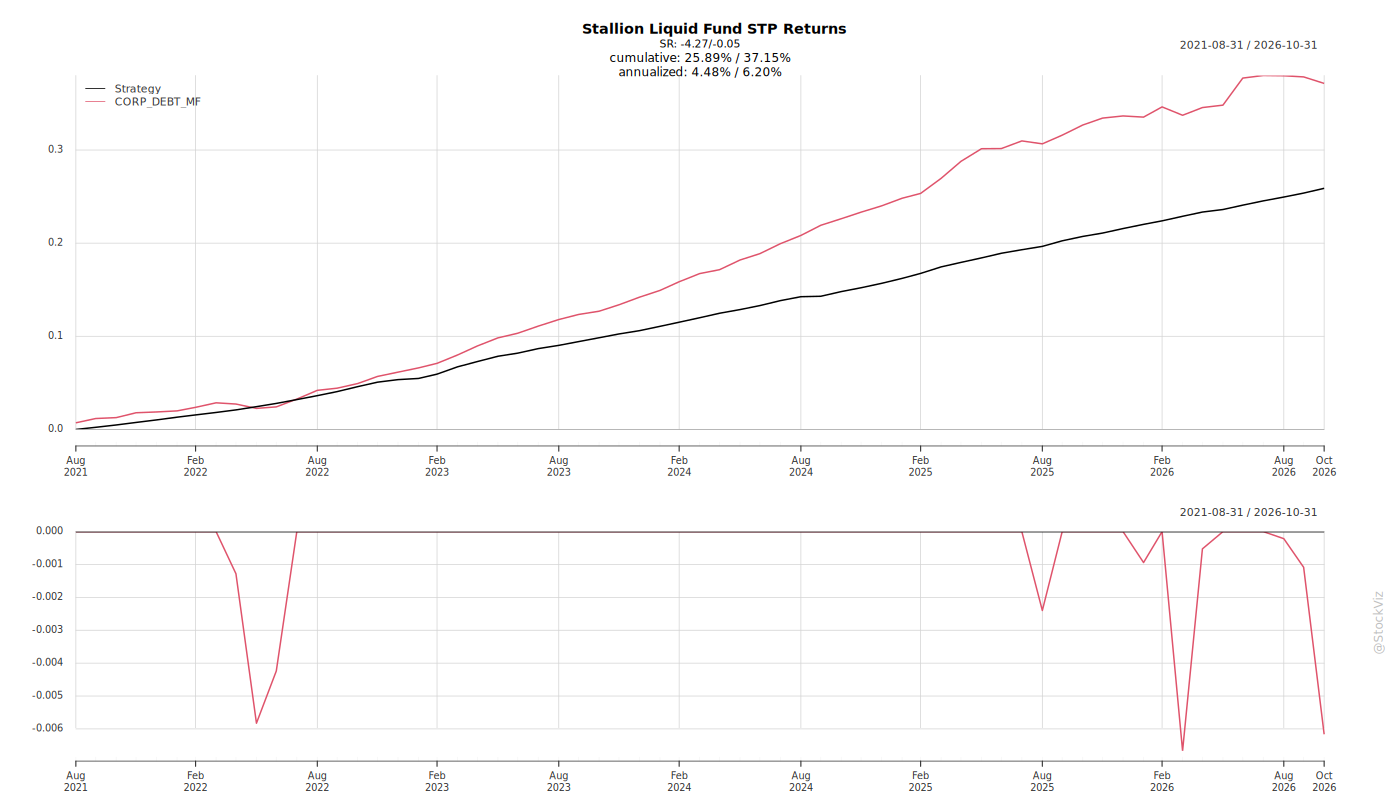 Stallion Liquid Fund STP Returns
SR: -4.27/-0.05
cumulative: 25.89% / 37.15%
annualized: 4.48% / 6.20%
2021-08-31 / 2026-10-31
Strategy
CORP_DEBT_MF
0.3
0.2
0.1
0.0
Aug 2021
Feb 2022
Aug 2022
Feb 2023
Aug 2023
Feb 2024
Aug 2024
Feb 2025
Aug 2025
Feb 2026
Aug 2026
Oct 2026
2021-08-31 / 2026-10-31
0.000
-0.001
-0.002
-0.003
-0.004
-0.005
-0.006
Aug 2021
Feb 2022
Aug 2022
Feb 2023
Aug 2023
Feb 2024
Aug 2024
Feb 2025
Aug 2025
Feb 2026
Aug 2026
Oct 2026
@StockViz